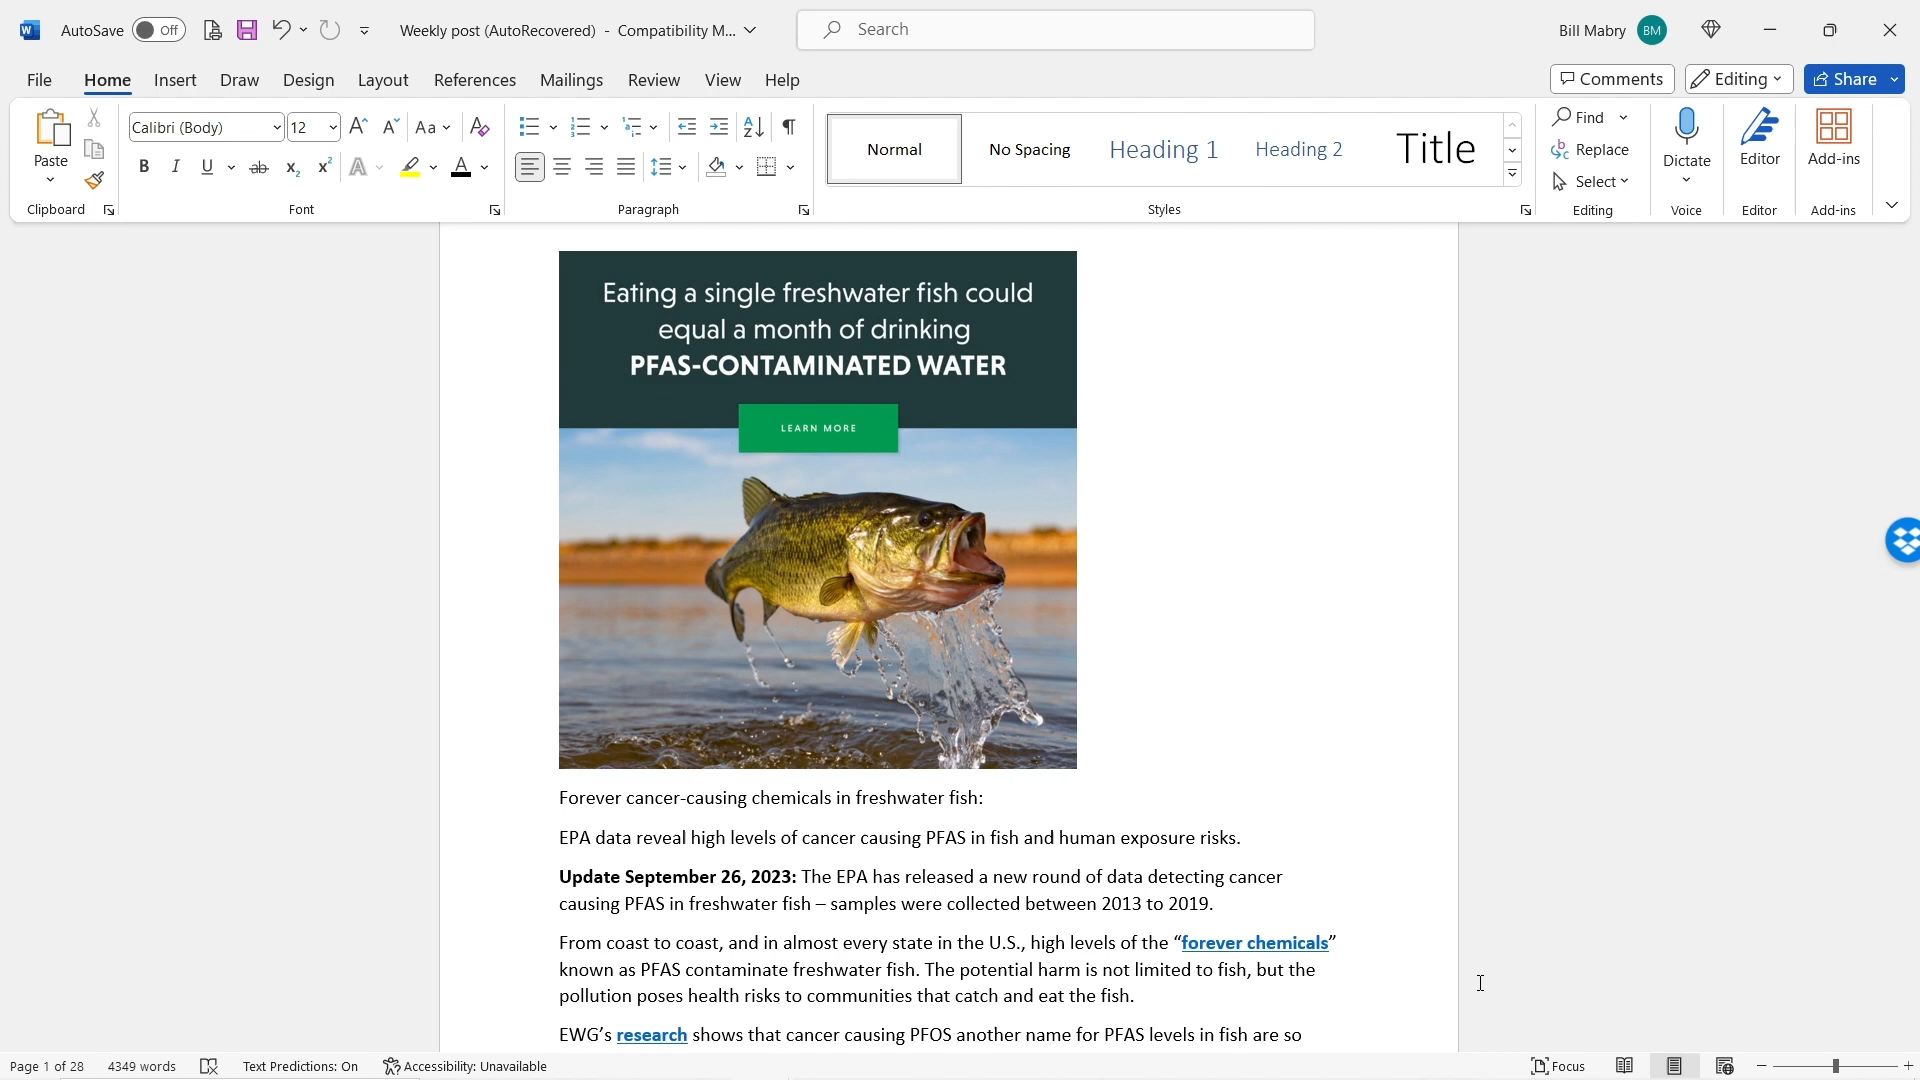 W AutoSave Off Weekly post (AutoRecovered) - Compatibility M... Search Bill Mabry BM
File Home Insert Draw Design Layout References Mailings Review View Help Comments Editing Share
Paste Calibri (Body) 12 Aa Normal No Spacing Heading 1 Heading 2 Title Find Replace Select Dictate Editor Add-ins
Clipboard Font Paragraph Styles Editing Voice Editor Add-ins
Eating a single freshwater fish could
equal a month of drinking
PFAS-CONTAMINATED WATER
LEARN MORE
Forever cancer-causing chemicals in freshwater fish:
EPA data reveal high levels of cancer causing PFAS in fish and human exposure risks.
Update September 26, 2023: The EPA has released a new round of data detecting cancer
causing PFAS in freshwater fish – samples were collected between 2013 to 2019.
From coast to coast, and in almost every state in the U.S., high levels of the “forever chemicals”
known as PFAS contaminate freshwater fish. The potential harm is not limited to fish, but the
pollution poses health risks to communities that catch and eat the fish.
EWG’s research shows that cancer causing PFOS another name for PFAS levels in fish are so
Page 1 of 28 4349 words Text Predictions: On Accessibility: Unavailable Focus